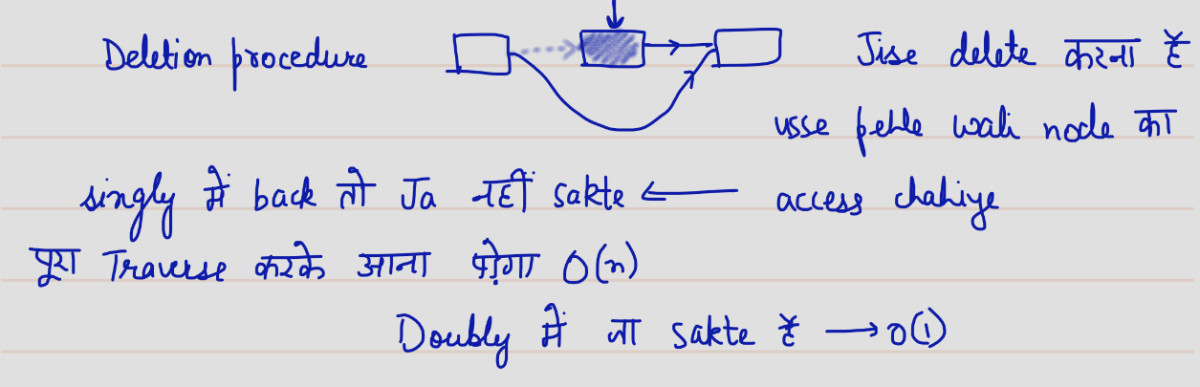 Deletion procedure
Jise delete करना है
usse pehle wali node का
access chahiye
singly में back तो Ja नहीं sakte ←
पूरा Traverse करके आना पड़ेगा O(n)
Doubly में जा sakte है → O(1)